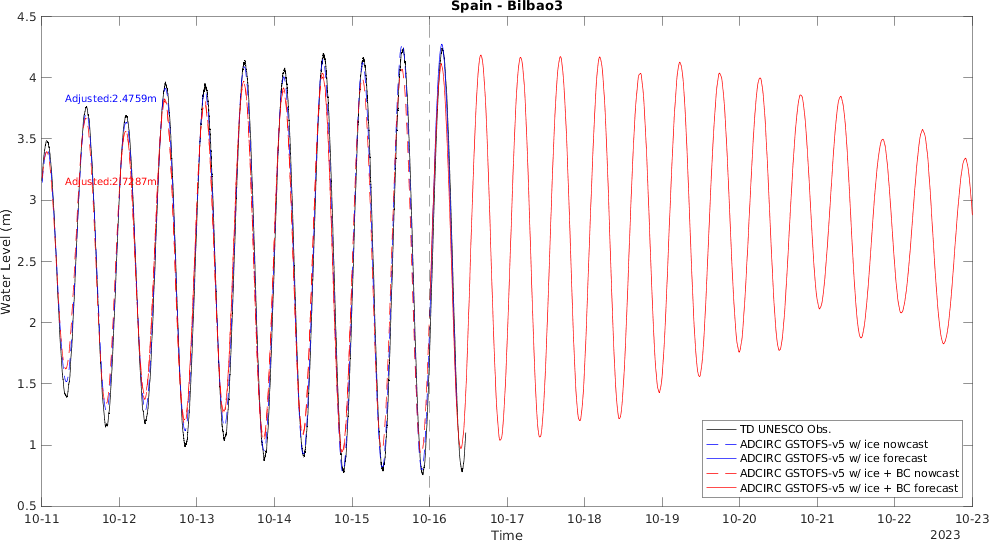 Spain - Bilbao3
4.5
4
3.5
3
2.5
2
1.5
1
0.5
Water Level (m)
Adjusted:2.4759m
Adjusted:2.7287m
TD UNESCO Obs.
ADCIRC GSTOFS-v5 w/ ice nowcast
ADCIRC GSTOFS-v5 w/ ice forecast
ADCIRC GSTOFS-v5 w/ ice + BC nowcast
ADCIRC GSTOFS-v5 w/ ice + BC forecast
10-11 10-12 10-13 10-14 10-15 10-16 10-17 10-18 10-19 10-20 10-21 10-22 10-23
Time
2023